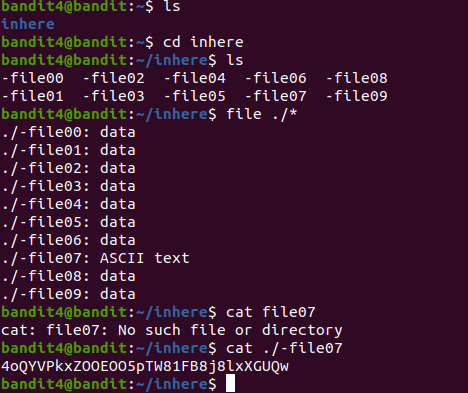 bandit4@bandit:~$ ls
inhere
bandit4@bandit:~$ cd inhere
bandit4@bandit:~/inhere$ ls
-file00  -file02  -file04  -file06  -file08
-file01  -file03  -file05  -file07  -file09
bandit4@bandit:~/inhere$ file ./*
./-file00: data
./-file01: data
./-file02: data
./-file03: data
./-file04: data
./-file05: data
./-file06: data
./-file07: ASCII text
./-file08: data
./-file09: data
bandit4@bandit:~/inhere$ cat file07
cat: file07: No such file or directory
bandit4@bandit:~/inhere$ cat ./-file07
4oQYVPkxZOOEOO5pTW81FB8j8lxXGUQw
bandit4@bandit:~/inhere$